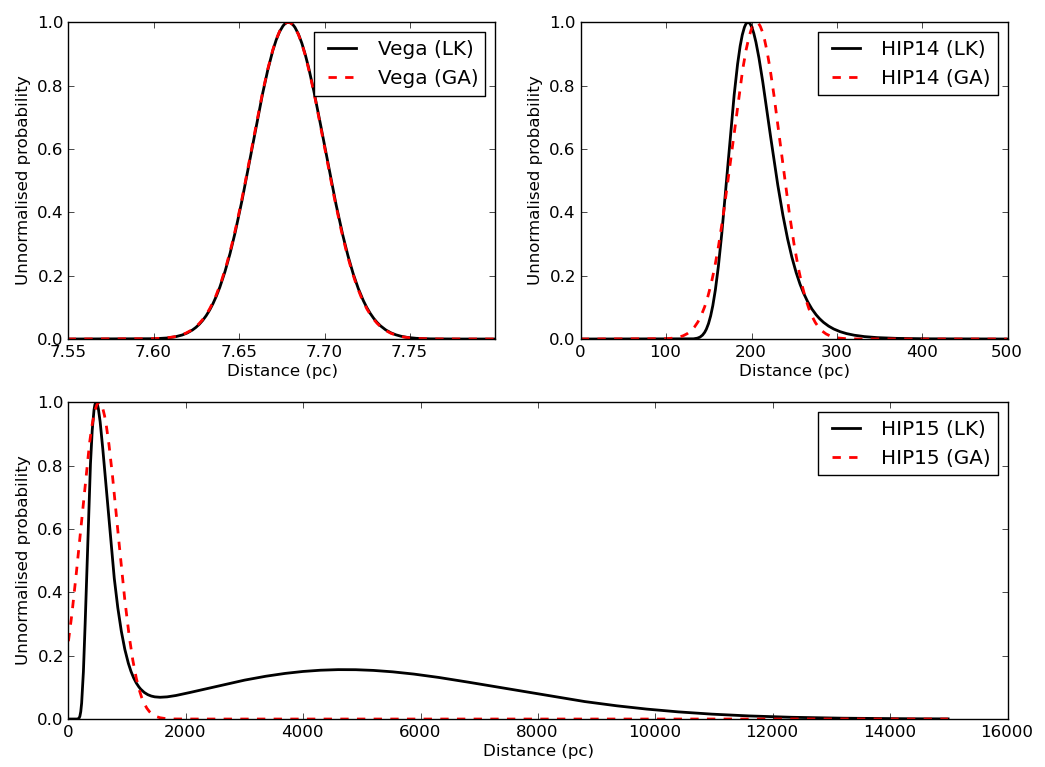 Unnormalised probability
1.0
0.8
0.6
0.4
0.2
0.0
Vega (LK)
Vega (GA)
7.55 7.60 7.65 7.70 7.75
Distance (pc)
Unnormalised probability
1.0
0.8
0.6
0.4
0.2
0.0
HIP14 (LK)
HIP14 (GA)
0 100 200 300 400 500
Distance (pc)
Unnormalised probability
1.0
0.8
0.6
0.4
0.2
0.0
HIP15 (LK)
HIP15 (GA)
0 2000 4000 6000 8000 10000 12000 14000 16000
Distance (pc)